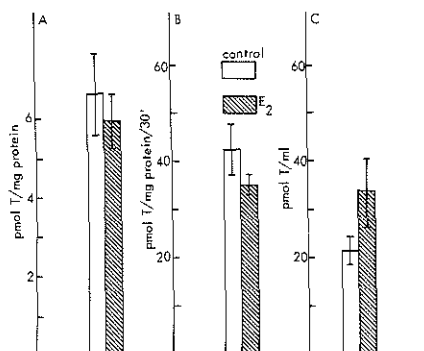 A
pmol T/mg protein
6
4
2
B
pmol T/mg protein/30'
60
40
20
control
E2
C
pmol T/ml
60
40
20